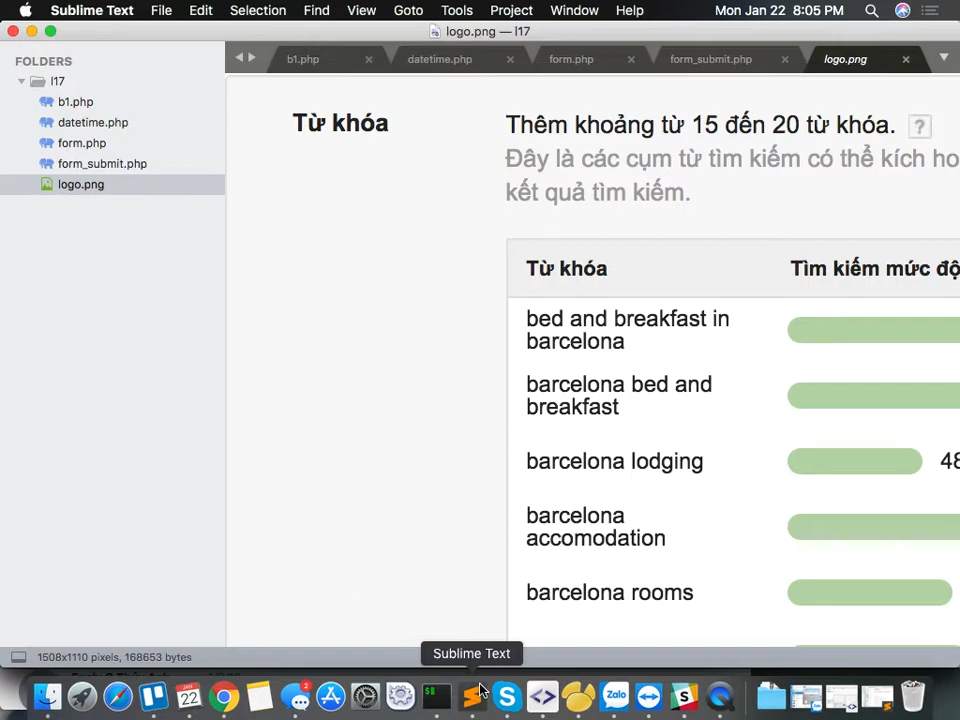 Sublime Text File Edit Selection Find View Goto Tools Project Window Help Mon Jan 22 8:05 PM
logo.png — l17
FOLDERS
l17
b1.php
datetime.php
form.php
form_submit.php
logo.png
b1.php datetime.php form.php form_submit.php logo.png
Từ khóa
Thêm khoảng từ 15 đến 20 từ khóa. ?
Đây là các cụm từ tìm kiếm có thể kích ho
kết quả tìm kiếm.
Từ khóa Tìm kiếm mức độ
bed and breakfast in
barcelona
barcelona bed and
breakfast
barcelona lodging 48
barcelona
accomodation
barcelona rooms
1508x1110 pixels, 168653 bytes
Sublime Text
JAN
22
2
Zalo